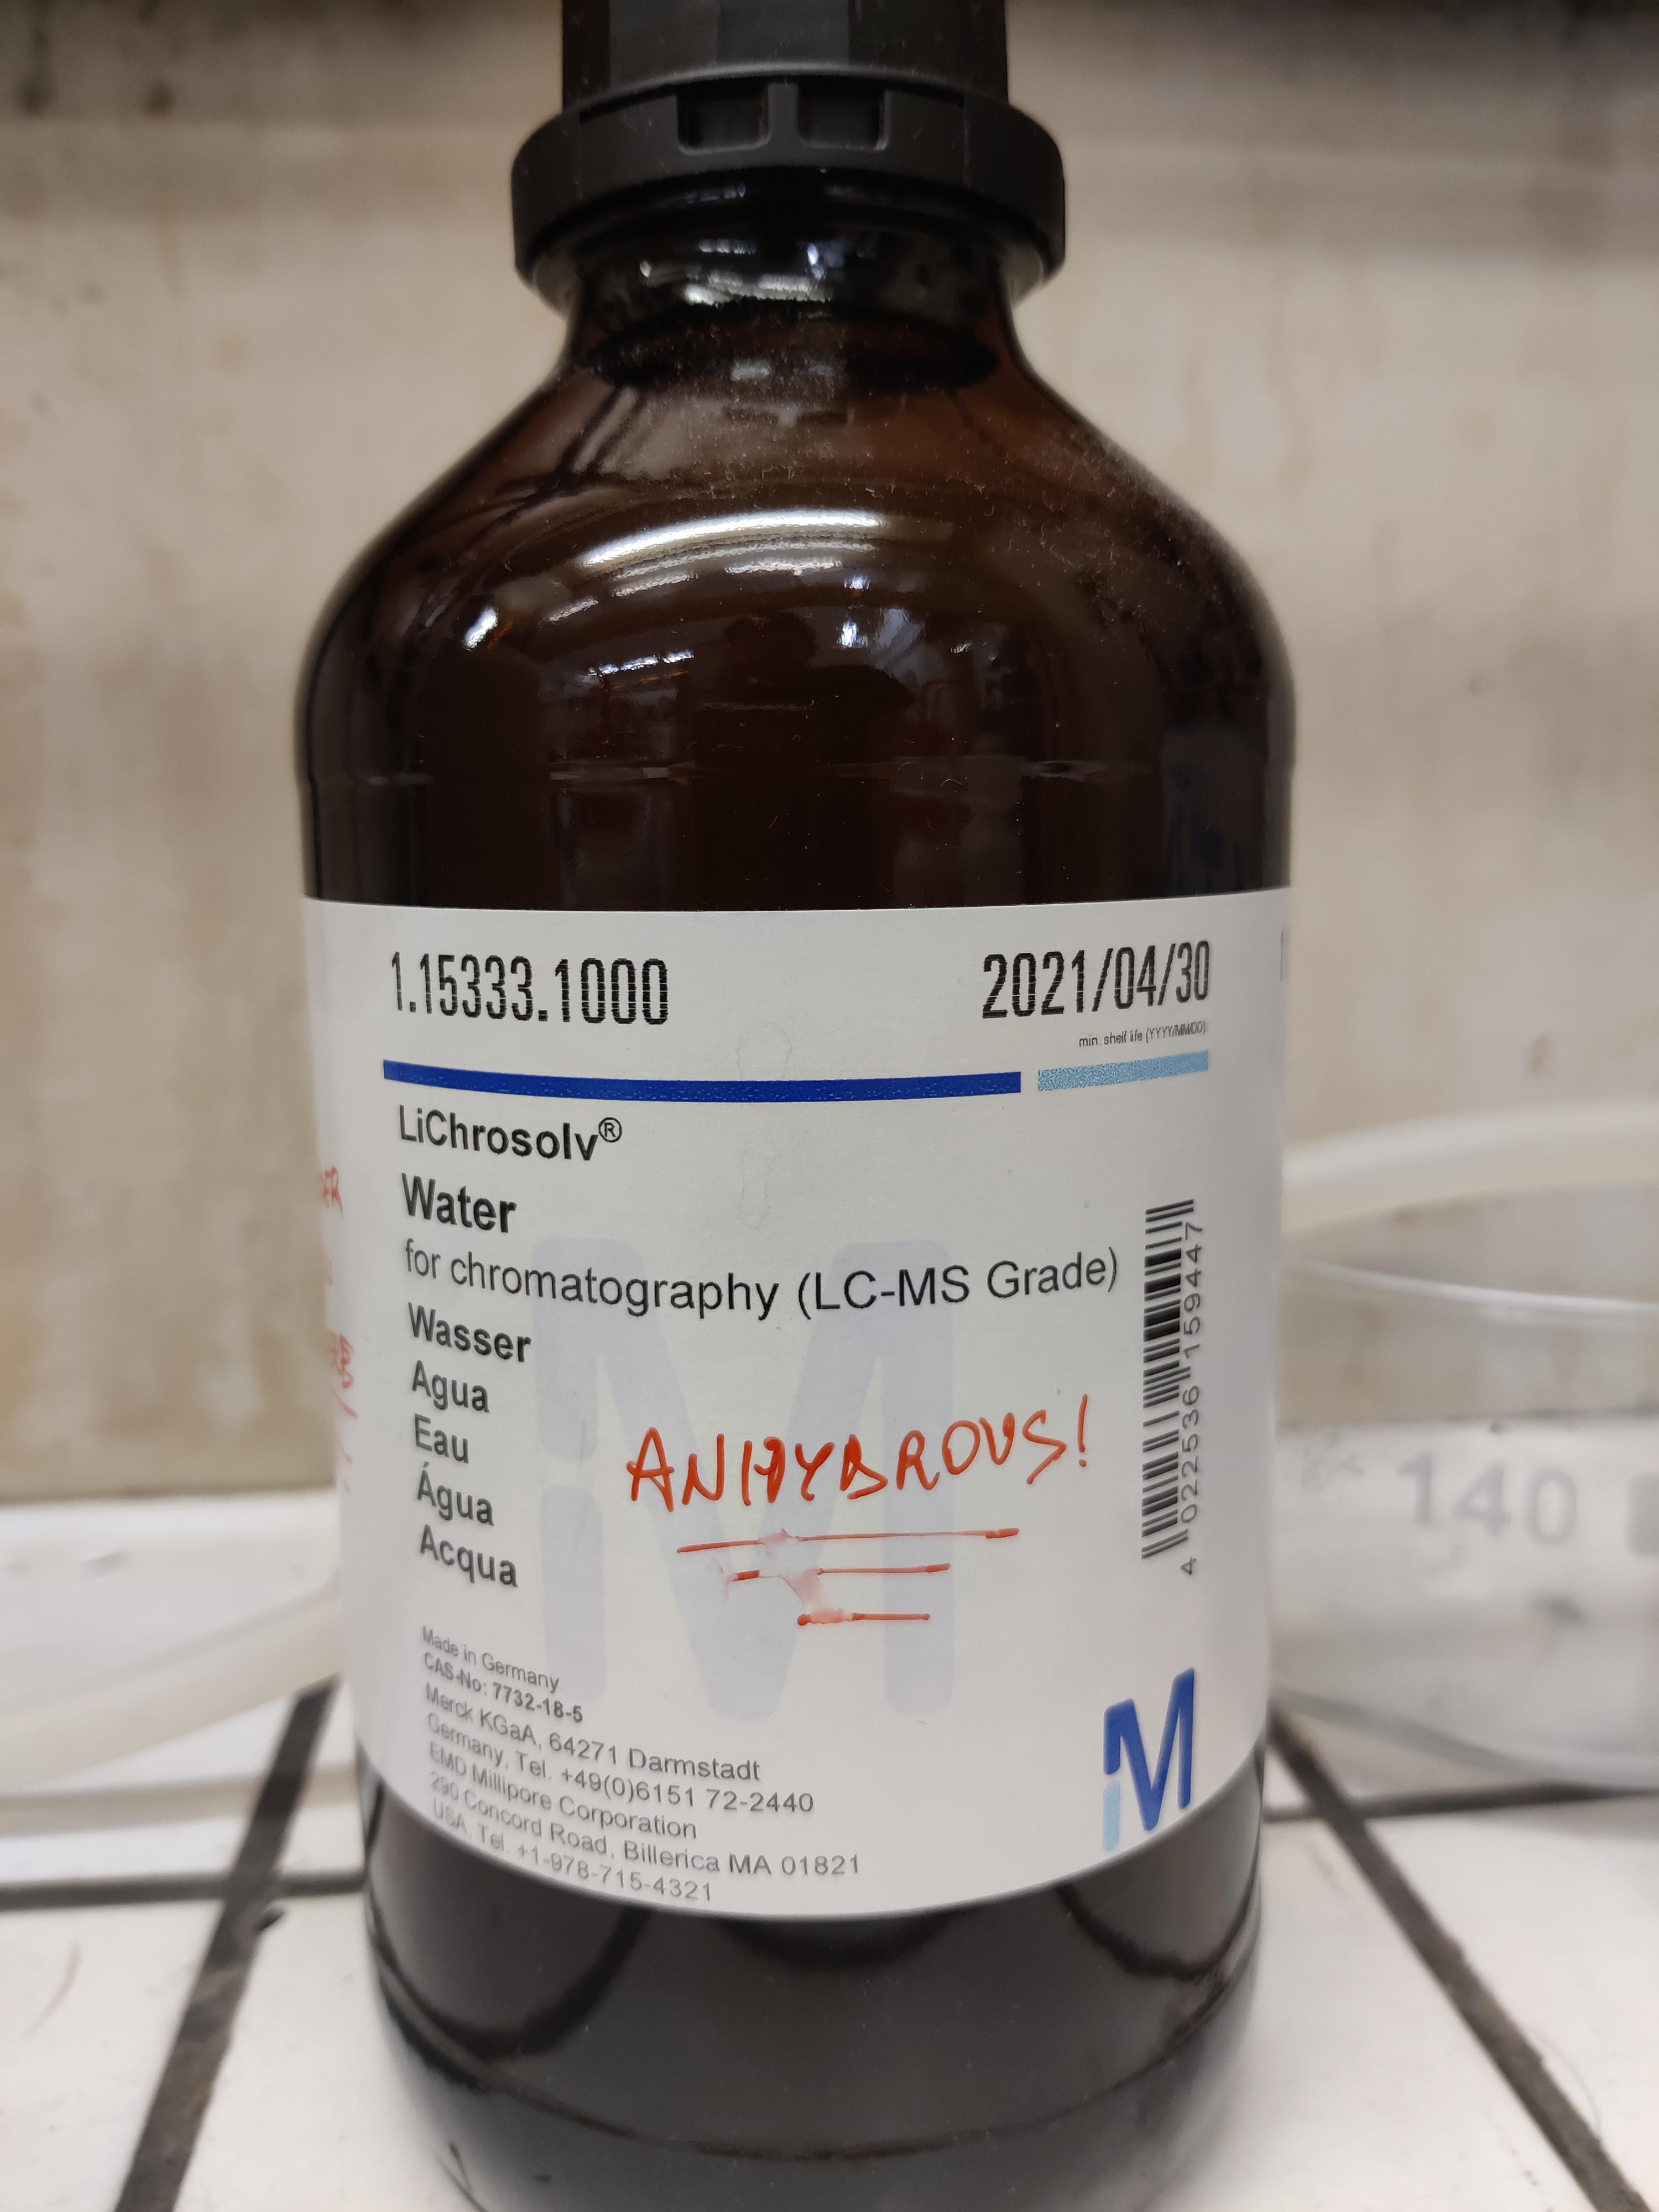 1.15333.1000
2021/04/30
min. shelf life (YYYY/MM/DD)
LiChrosolv®
Water
for chromatography (LC-MS Grade)
Wasser
Agua
Eau
Água
Acqua
ANHYDROUS!
Made in Germany
CAS-No: 7732-18-5
Merck KGaA, 64271 Darmstadt
Germany, Tel. +49(0)6151 72-2440
EMD Millipore Corporation
290 Concord Road, Billerica MA 01821
USA, Tel. +1-978-715-4321
4 022536 159447
M
140